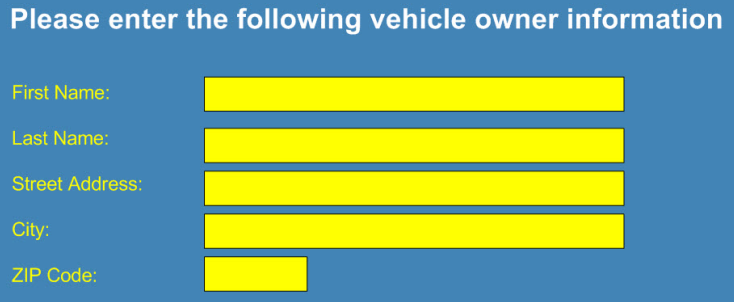 Please enter the following vehicle owner information
First Name:
Last Name:
Street Address:
City:
ZIP Code: